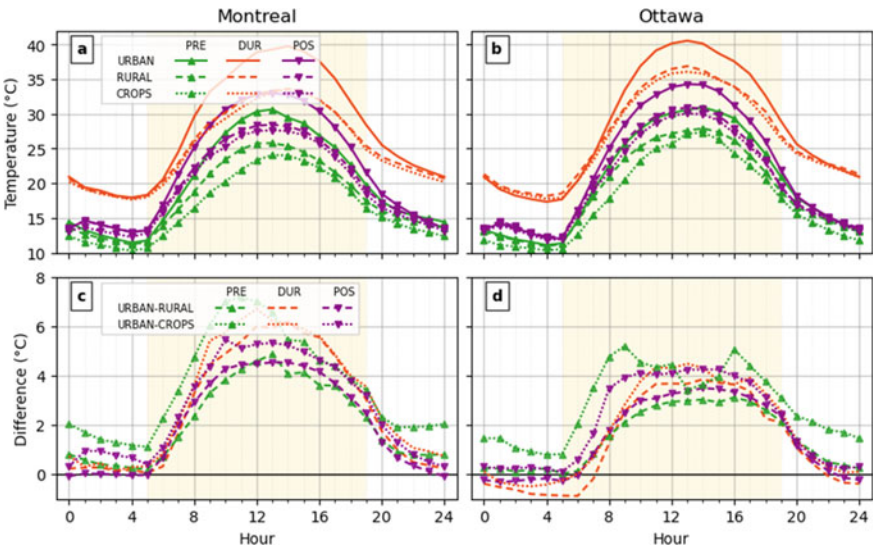 Montreal
Ottawa
a
PRE DUR POS
URBAN
RURAL
CROPS
b
Temperature (°C)
40
35
30
25
20
15
10
c
PRE DUR POS
URBAN-RURAL
URBAN-CROPS
d
Difference (°C)
8
6
4
2
0
0 4 8 12 16 20 24
0 4 8 12 16 20 24
Hour
Hour